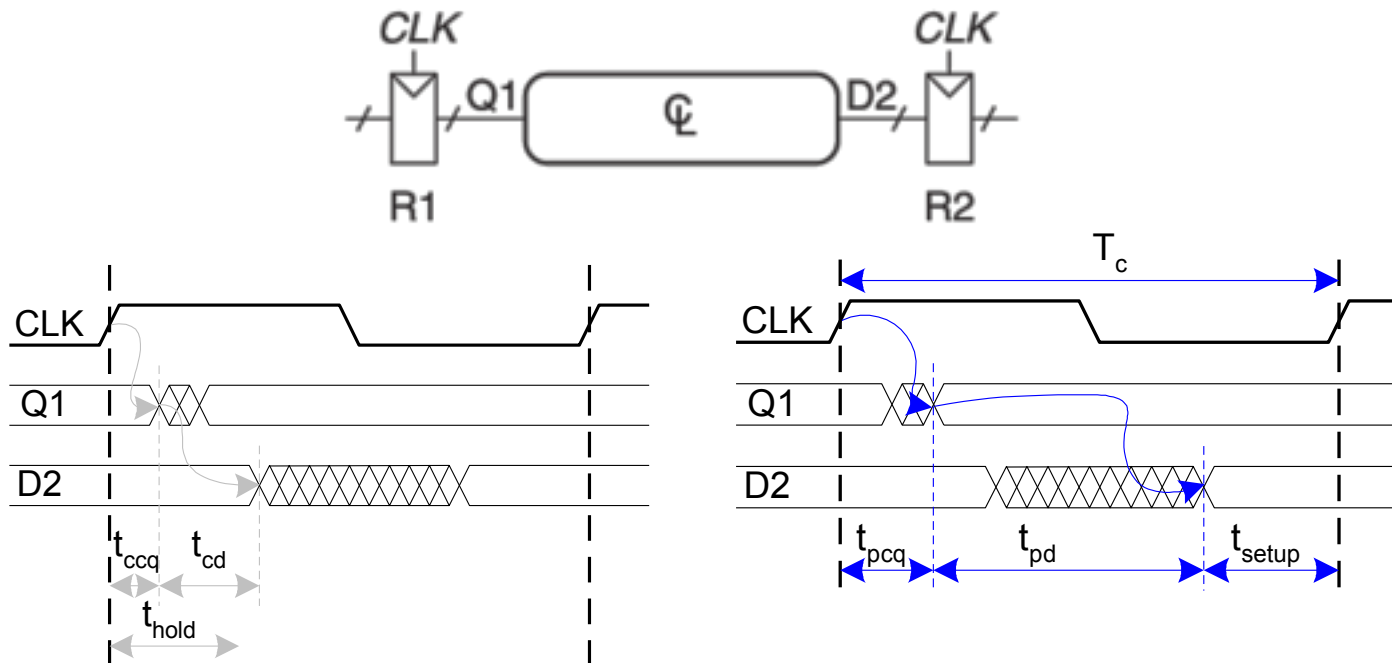 CLK CLK
Q1 D2
CL
R1 R2
CLK
Q1
D2
tccq tcd
thold
Tc
CLK
Q1
D2
tpcq tpd tsetup